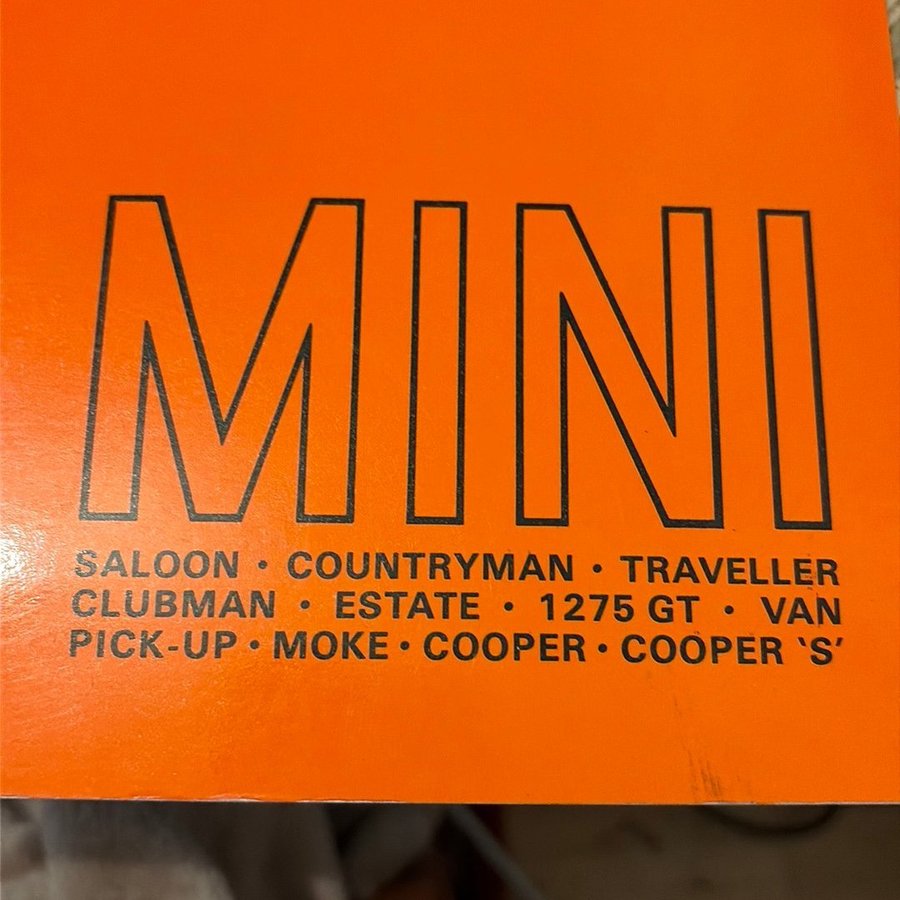 MINI
SALOON • COUNTRYMAN • TRAVELLER
CLUBMAN • ESTATE • 1275 GT • VAN
PICK-UP • MOKE • COOPER • COOPER ‘S’